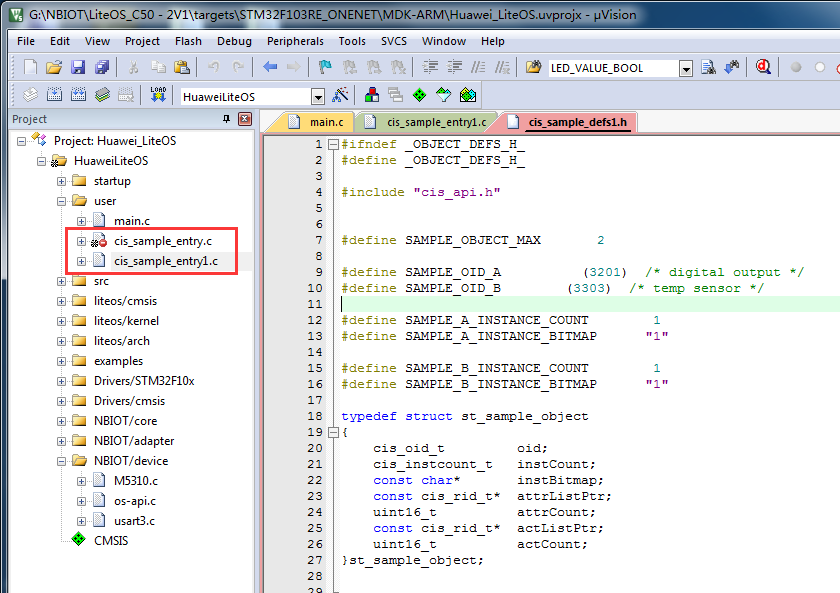 G:\NBIOT\LiteOS_C50 - 2V1\targets\STM32F103RE_ONENET\MDK-ARM\Huawei_LiteOS.uvprojx - µVision
File Edit View Project Flash Debug Peripherals Tools SVCS Window Help
LED_VALUE_BOOL
LOAD
HuaweiLiteOS
Project
Project: Huawei_LiteOS
HuaweiLiteOS
startup
user
main.c
cis_sample_entry.c
cis_sample_entry1.c
src
liteos/cmsis
liteos/kernel
liteos/arch
examples
Drivers/STM32F10x
Drivers/cmsis
NBIOT/core
NBIOT/adapter
NBIOT/device
M5310.c
os-api.c
usart3.c
CMSIS
main.c cis_sample_entry1.c cis_sample_defs1.h
1 #ifndef _OBJECT_DEFS_H_
2 #define _OBJECT_DEFS_H_
3
4 #include "cis_api.h"
5
6
7 #define SAMPLE_OBJECT_MAX 2
8
9 #define SAMPLE_OID_A (3201) /* digital output */
10 #define SAMPLE_OID_B (3303) /* temp sensor */
11
12 #define SAMPLE_A_INSTANCE_COUNT 1
13 #define SAMPLE_A_INSTANCE_BITMAP "1"
14
15 #define SAMPLE_B_INSTANCE_COUNT 1
16 #define SAMPLE_B_INSTANCE_BITMAP "1"
17
18 typedef struct st_sample_object
19 {
20 cis_oid_t oid;
21 cis_instcount_t instCount;
22 const char* instBitmap;
23 const cis_rid_t* attrListPtr;
24 uint16_t attrCount;
25 const cis_rid_t* actListPtr;
26 uint16_t actCount;
27 }st_sample_object;
28
29